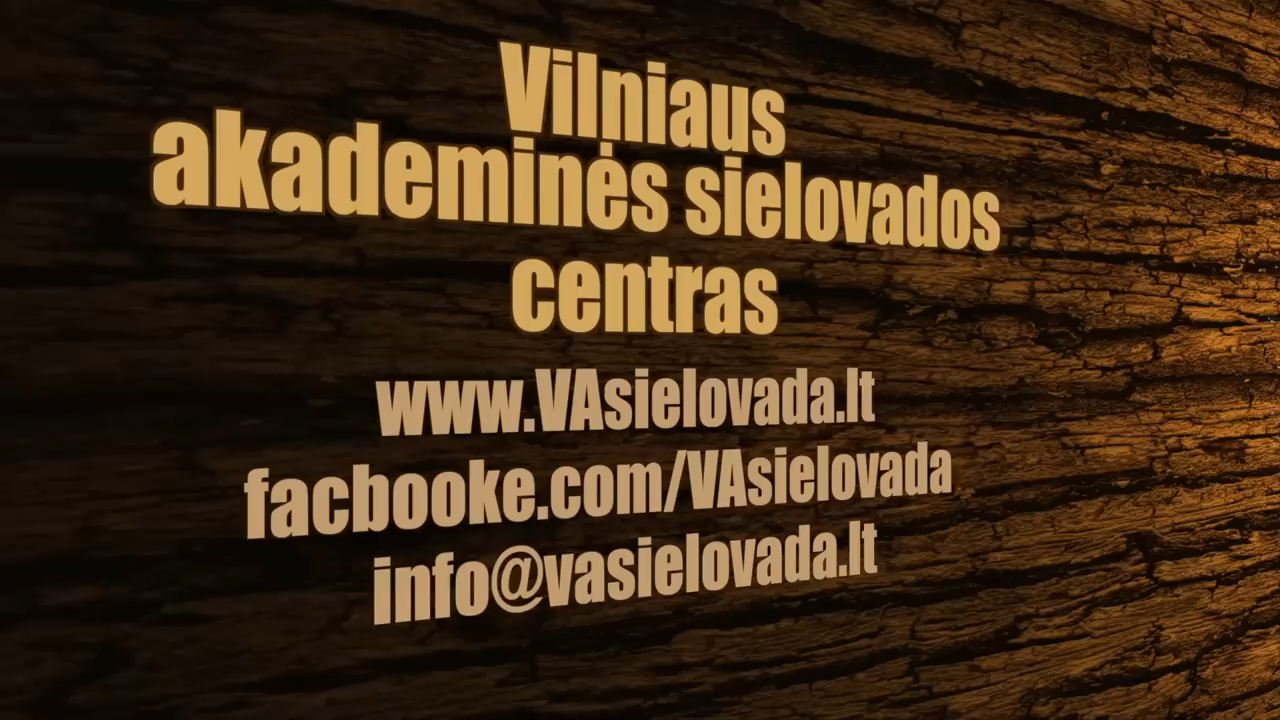 Vilniaus
akademinės sielovados
centras
www.VAsielovada.lt
facbooke.com/VAsielovada
info@vasielovada.lt